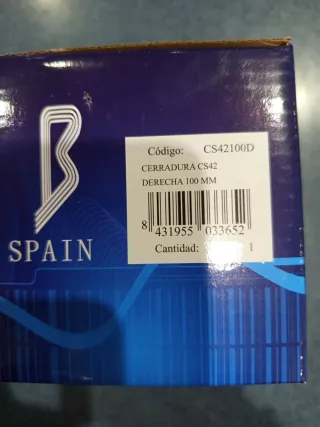 B
SPAIN
Código: CS42100D
CERRADURA CS42
DERECHA 100 MM
8 431955 033652
Cantidad: 1